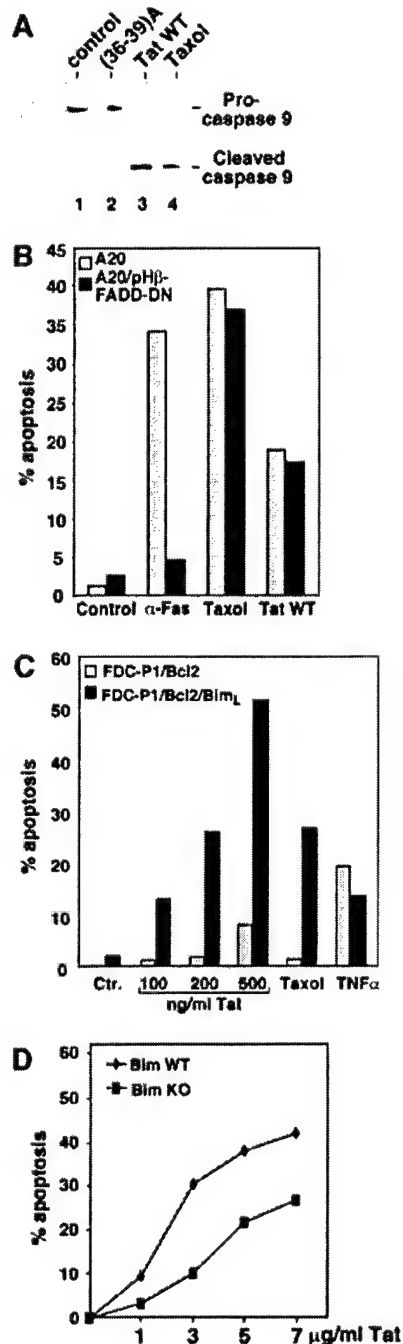 A
control
(36-39)A
Tat WT
Taxol
Pro-
caspase 9
Cleaved
caspase 9
1 2 3 4
B
45
A20
A20/pHβ-
FADD-DN
40
35
30
25
20
15
10
5
0
% apoptosis
Control α-Fas Taxol Tat WT
C
60
FDC-P1/Bcl2
FDC-P1/Bcl2/BimL
50
40
30
20
10
0
% apoptosis
Ctr. 100 200 500 Taxol TNFα
ng/ml Tat
D
60
Bim WT
Bim KO
50
40
30
20
10
0
% apoptosis
1 3 5 7 μg/ml Tat